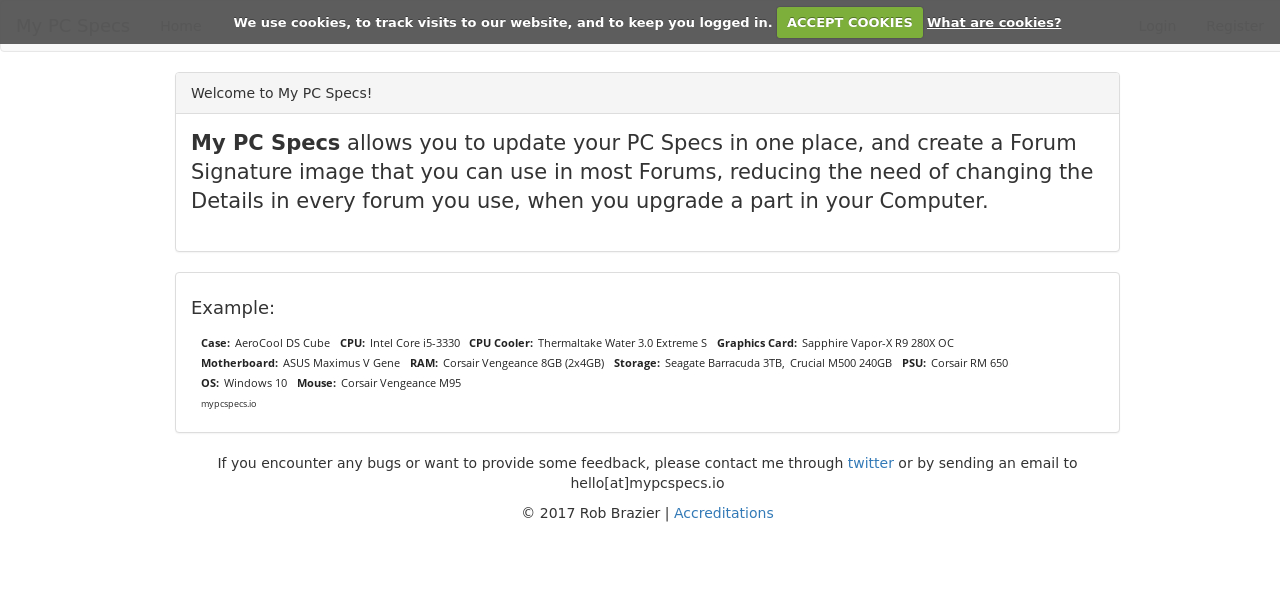 My PC Specs Home Login Register
We use cookies, to track visits to our website, and to keep you logged in. ACCEPT COOKIES What are cookies?
Welcome to My PC Specs!
My PC Specs allows you to update your PC Specs in one place, and create a Forum
Signature image that you can use in most Forums, reducing the need of changing the
Details in every forum you use, when you upgrade a part in your Computer.
Example:
Case: AeroCool DS Cube CPU: Intel Core i5-3330 CPU Cooler: Thermaltake Water 3.0 Extreme S Graphics Card: Sapphire Vapor-X R9 280X OC
Motherboard: ASUS Maximus V Gene RAM: Corsair Vengeance 8GB (2x4GB) Storage: Seagate Barracuda 3TB, Crucial M500 240GB PSU: Corsair RM 650
OS: Windows 10 Mouse: Corsair Vengeance M95
mypcspecs.io
If you encounter any bugs or want to provide some feedback, please contact me through twitter or by sending an email to
hello[at]mypcspecs.io
© 2017 Rob Brazier | Accreditations